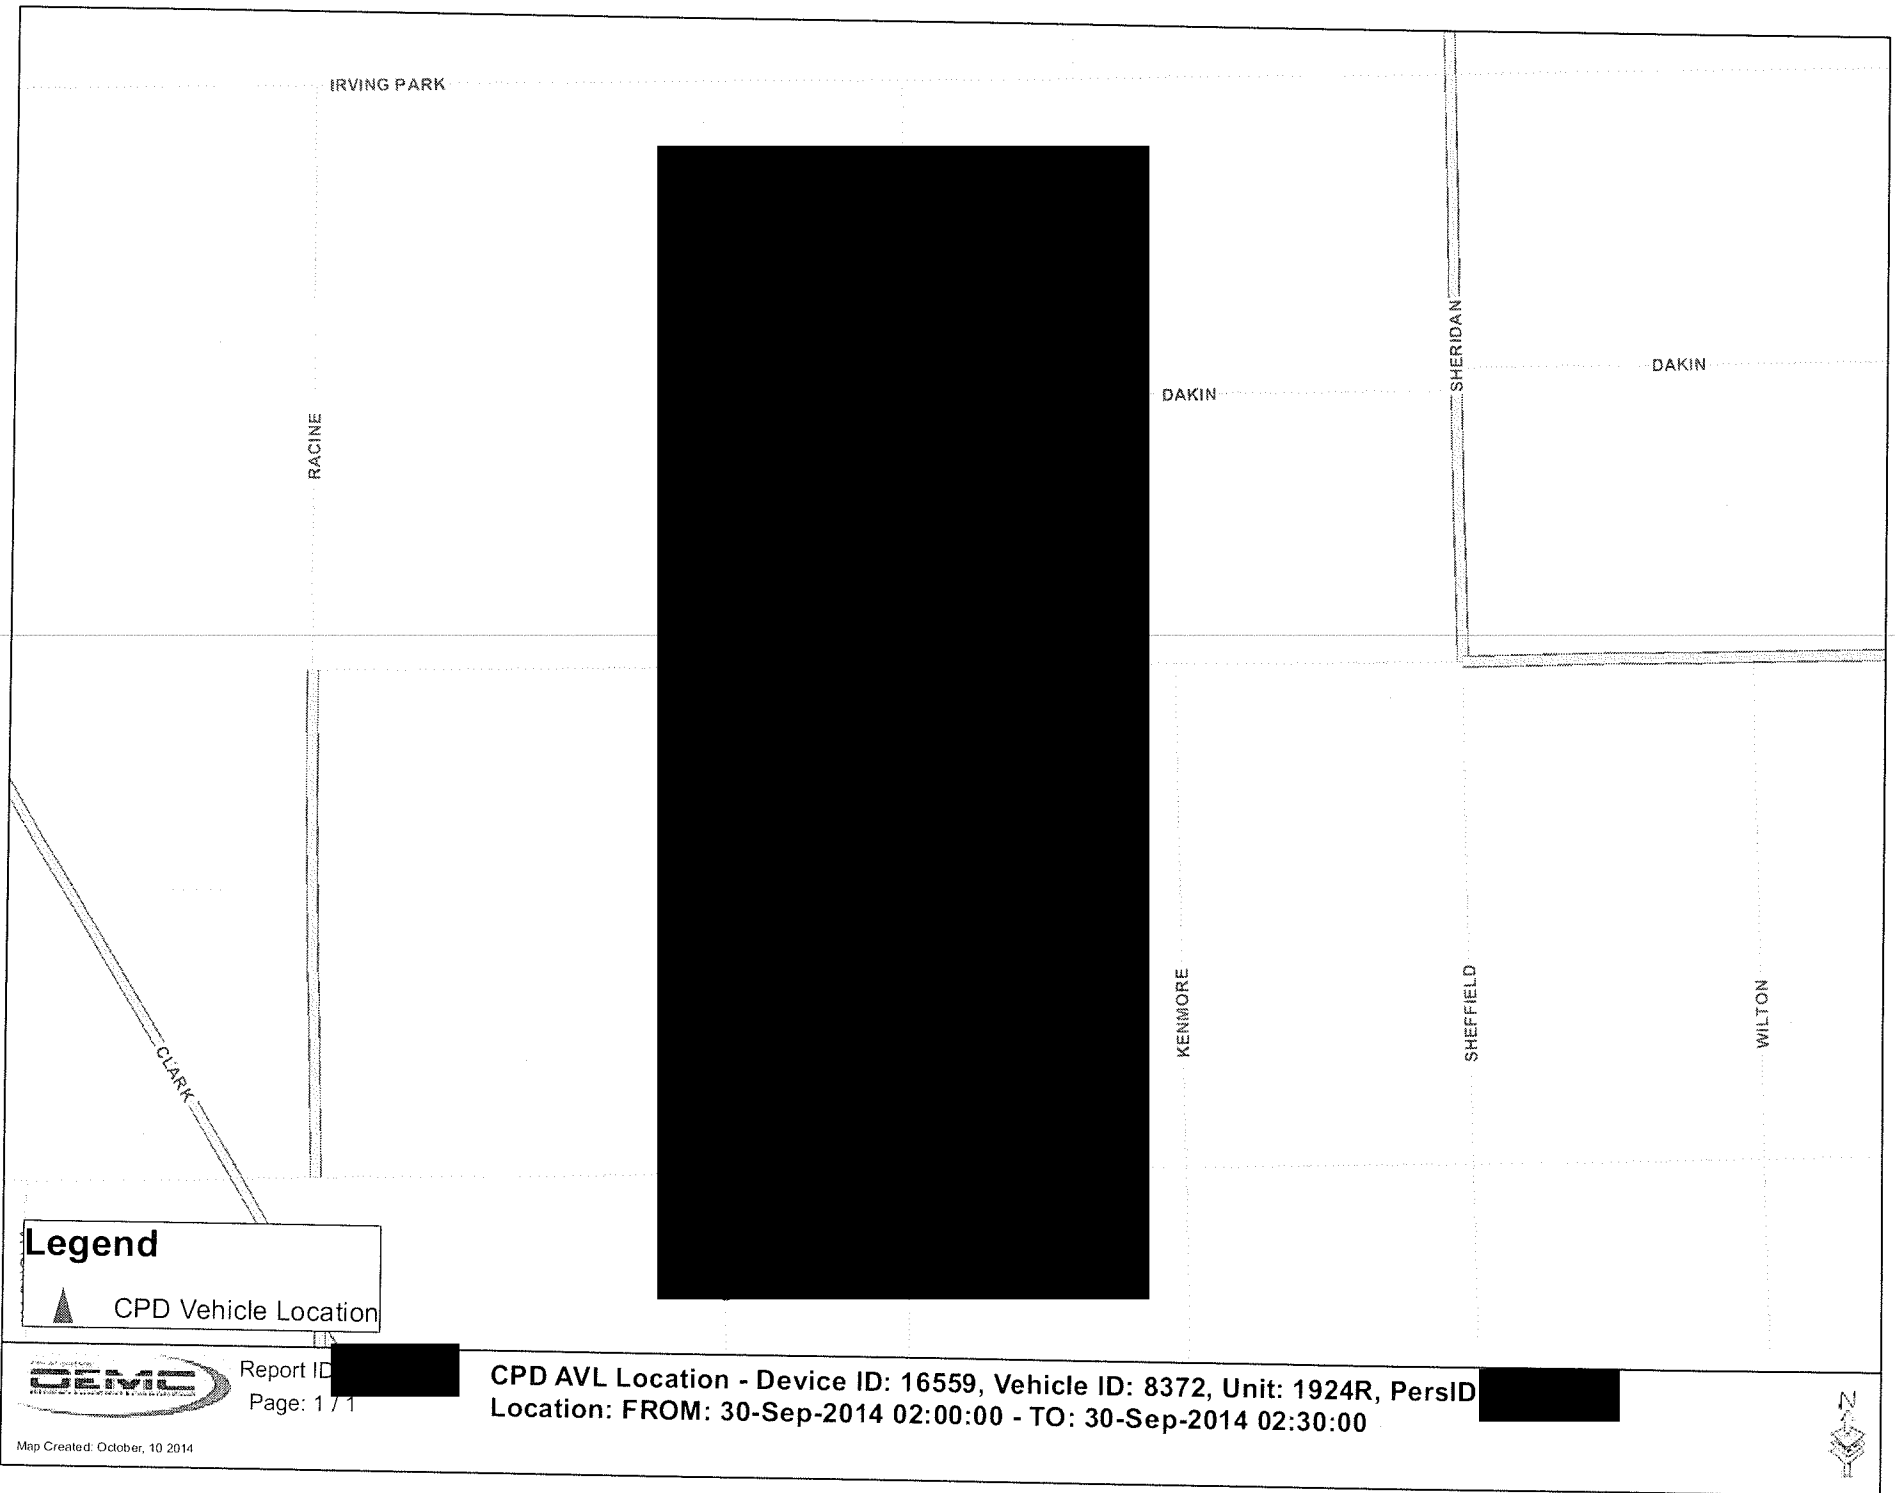 IRVING PARK
SHERIDAN
DAKIN
DAKIN
RACINE
KENMORE
SHEFFIELD
WILTON
CLARK
Legend
CPD Vehicle Location
OEMC
Report ID
Page: 1 / 1
Map Created: October, 10 2014
CPD AVL Location - Device ID: 16559, Vehicle ID: 8372, Unit: 1924R, PersID
Location: FROM: 30-Sep-2014 02:00:00 - TO: 30-Sep-2014 02:30:00
N